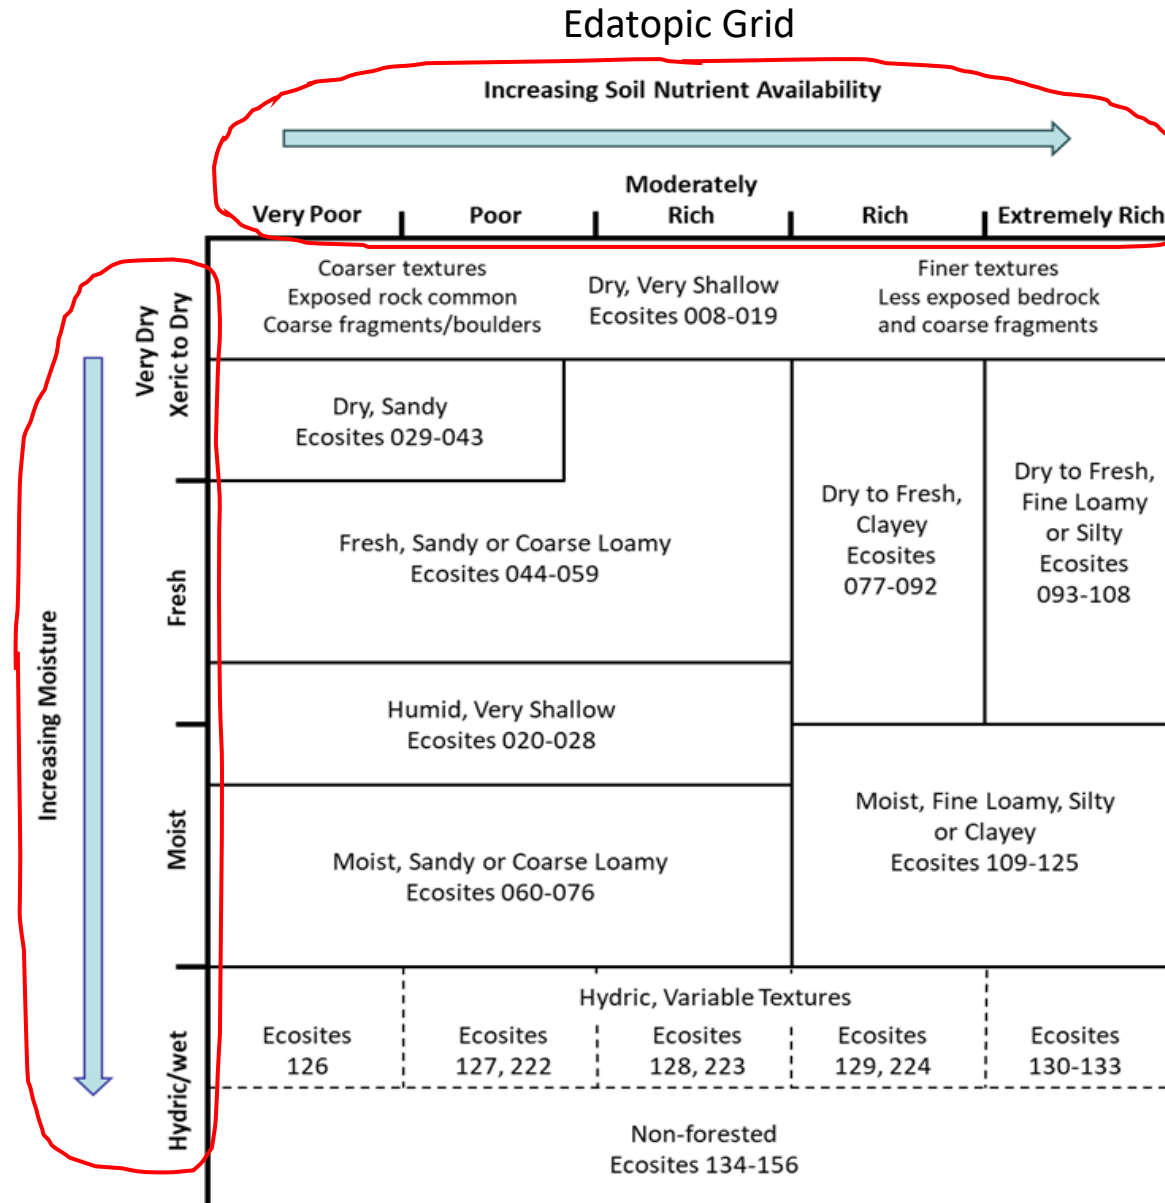 Edatopic Grid
Increasing Soil Nutrient Availability
Very Poor
Poor
Moderately
Rich
Rich
Extremely Rich
Increasing Moisture
Very Dry
Xeric to Dry
Fresh
Moist
Hydric/wet
Coarser textures
Exposed rock common
Coarse fragments/boulders
Dry, Very Shallow
Ecosites 008-019
Finer textures
Less exposed bedrock
and coarse fragments
Dry, Sandy
Ecosites 029-043
Fresh, Sandy or Coarse Loamy
Ecosites 044-059
Dry to Fresh,
Clayey
Ecosites
077-092
Dry to Fresh,
Fine Loamy
or Silty
Ecosites
093-108
Humid, Very Shallow
Ecosites 020-028
Moist, Sandy or Coarse Loamy
Ecosites 060-076
Moist, Fine Loamy, Silty
or Clayey
Ecosites 109-125
Hydric, Variable Textures
Ecosites
126
Ecosites
127, 222
Ecosites
128, 223
Ecosites
129, 224
Ecosites
130-133
Non-forested
Ecosites 134-156